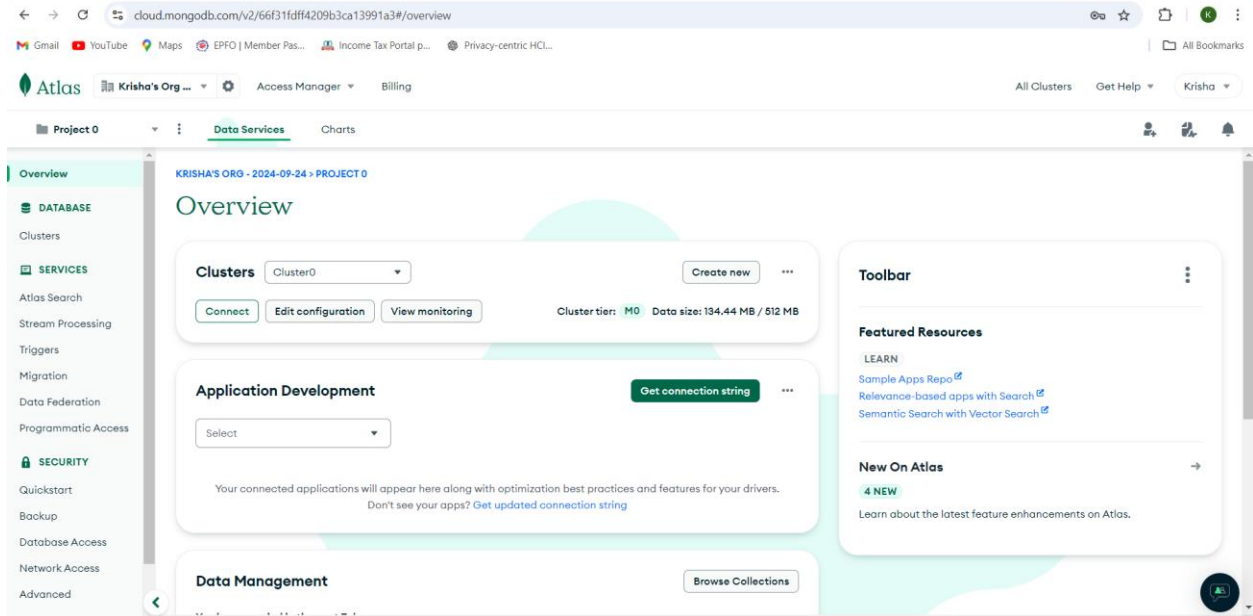 cloud.mongodb.com/v2/66f31fdff4209b3ca13991a3#/overview
K
Gmail YouTube Maps EPFO | Member Pas... Income Tax Portal p... Privacy-centric HCI... All Bookmarks
Atlas Krisha's Org ... Access Manager Billing All Clusters Get Help Krisha
Project 0 Data Services Charts
Overview
DATABASE
Clusters
SERVICES
Atlas Search
Stream Processing
Triggers
Migration
Data Federation
Programmatic Access
SECURITY
Quickstart
Backup
Database Access
Network Access
Advanced
KRISHA'S ORG - 2024-09-24 > PROJECT 0
Overview
Clusters Cluster0 Create new ...
Connect Edit configuration View monitoring Cluster tier: M0 Data size: 134.44 MB / 512 MB
Application Development Get connection string ...
Select
Your connected applications will appear here along with optimization best practices and features for your drivers.
Don't see your apps? Get updated connection string
Data Management Browse Collections
Toolbar
Featured Resources
LEARN
Sample Apps Repo
Relevance-based apps with Search
Semantic Search with Vector Search
New On Atlas
4 NEW
Learn about the latest feature enhancements on Atlas.